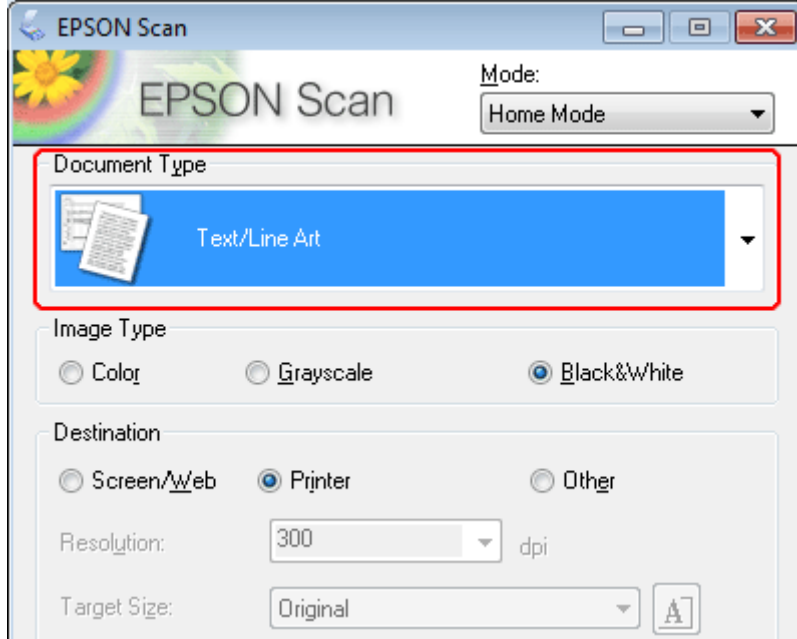 EPSON Scan
EPSON Scan
Mode:
Home Mode
Document Type
Text/Line Art
Image Type
Color Grayscale Black&White
Destination
Screen/Web Printer Other
Resolution: 300 dpi
Target Size: Original A